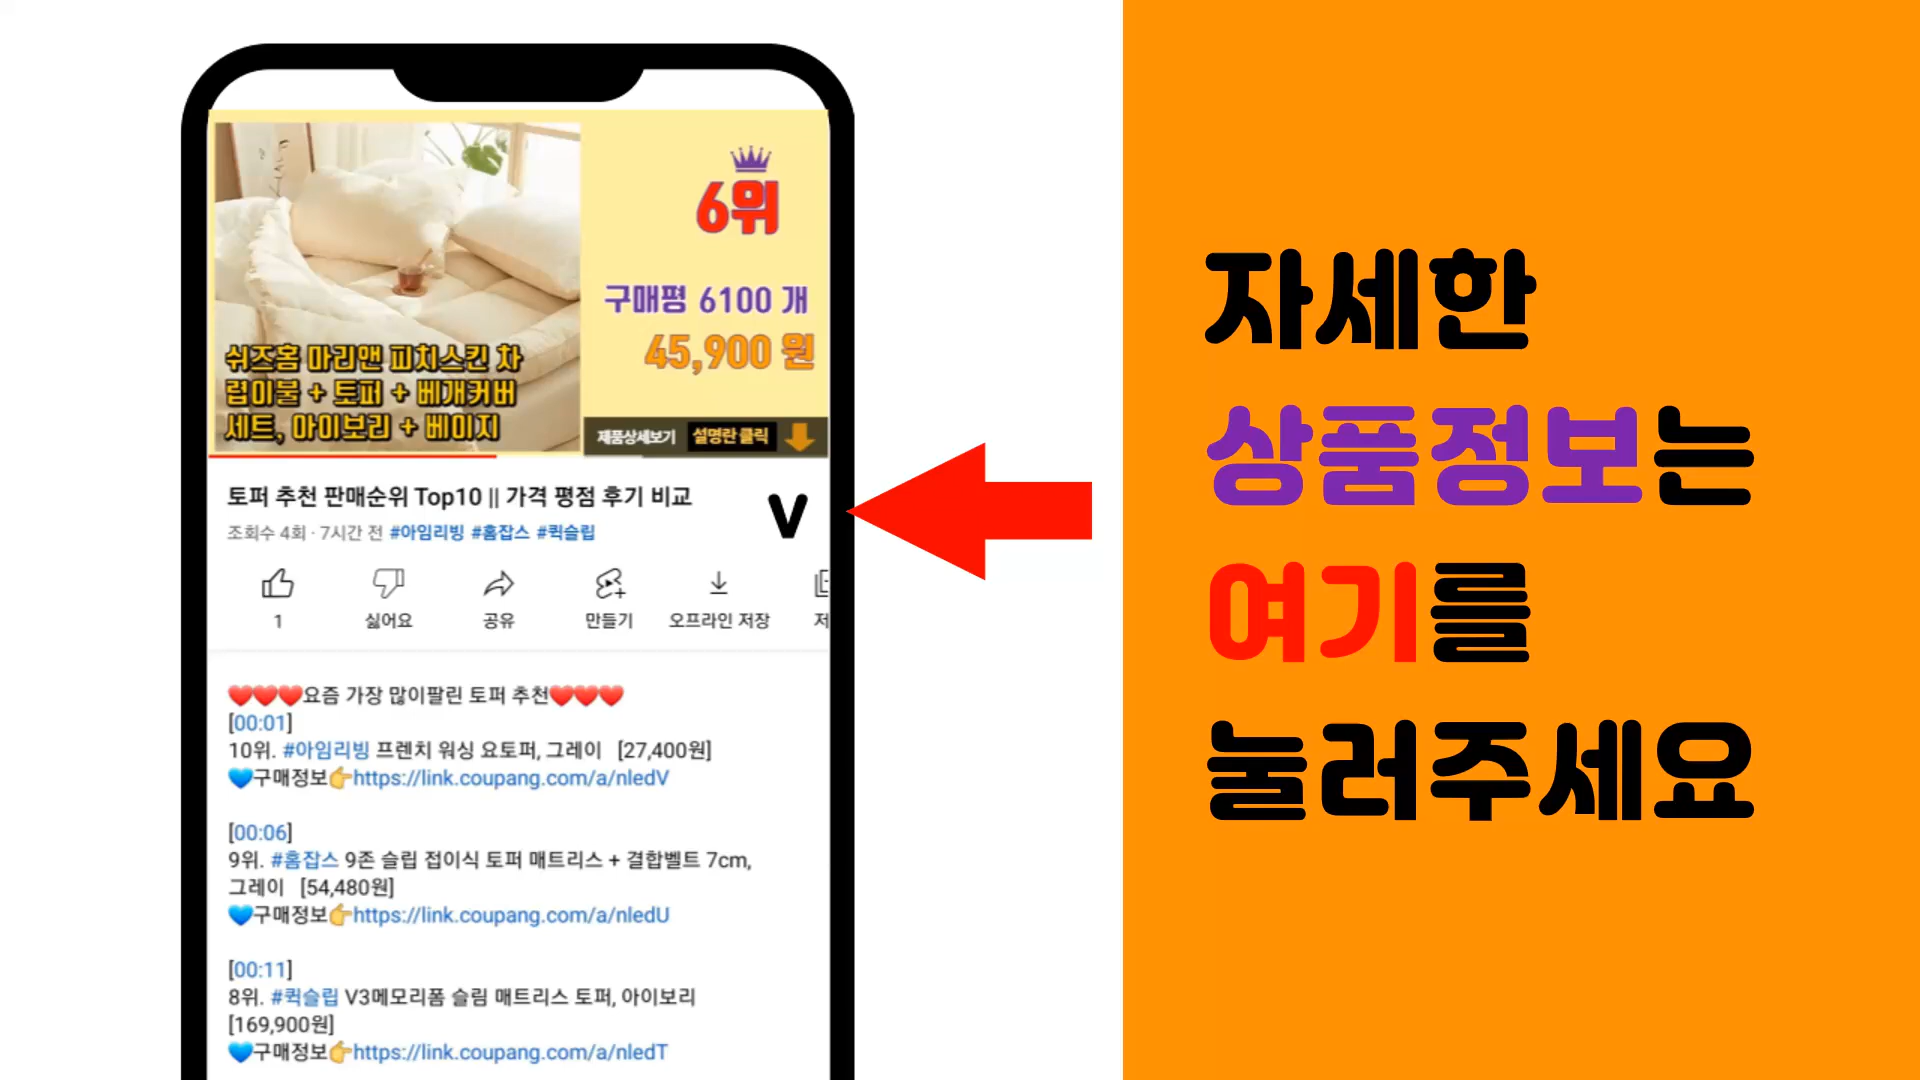 6위
구매평 6100 개
45,900 원
쉬즈홈 마리앤 피치스킨 차
렵이불 + 토퍼 + 베개커버
세트, 아이보리 + 베이지
제품상세보기 설명란 클릭
토퍼 추천 판매순위 Top10 || 가격 평점 후기 비교
V
조회수 4회 · 7시간 전 #아임리빙 #홈잡스 #퀵슬립
1 싫어요 공유 만들기 오프라인 저장 저
❤️❤️❤️요즘 가장 많이팔린 토퍼 추천❤️❤️❤️
[00:01]
10위. #아임리빙 프렌치 워싱 요토퍼, 그레이 [27,400원]
💙구매정보👉https://link.coupang.com/a/nledV
[00:06]
9위. #홈잡스 9존 슬립 접이식 토퍼 매트리스 + 결합벨트 7cm,
그레이 [54,480원]
💙구매정보👉https://link.coupang.com/a/nledU
[00:11]
8위. #퀵슬립 V3메모리폼 슬림 매트리스 토퍼, 아이보리
[169,900원]
💙구매정보👉https://link.coupang.com/a/nledT
자세한
상품정보는
여기를
눌러주세요